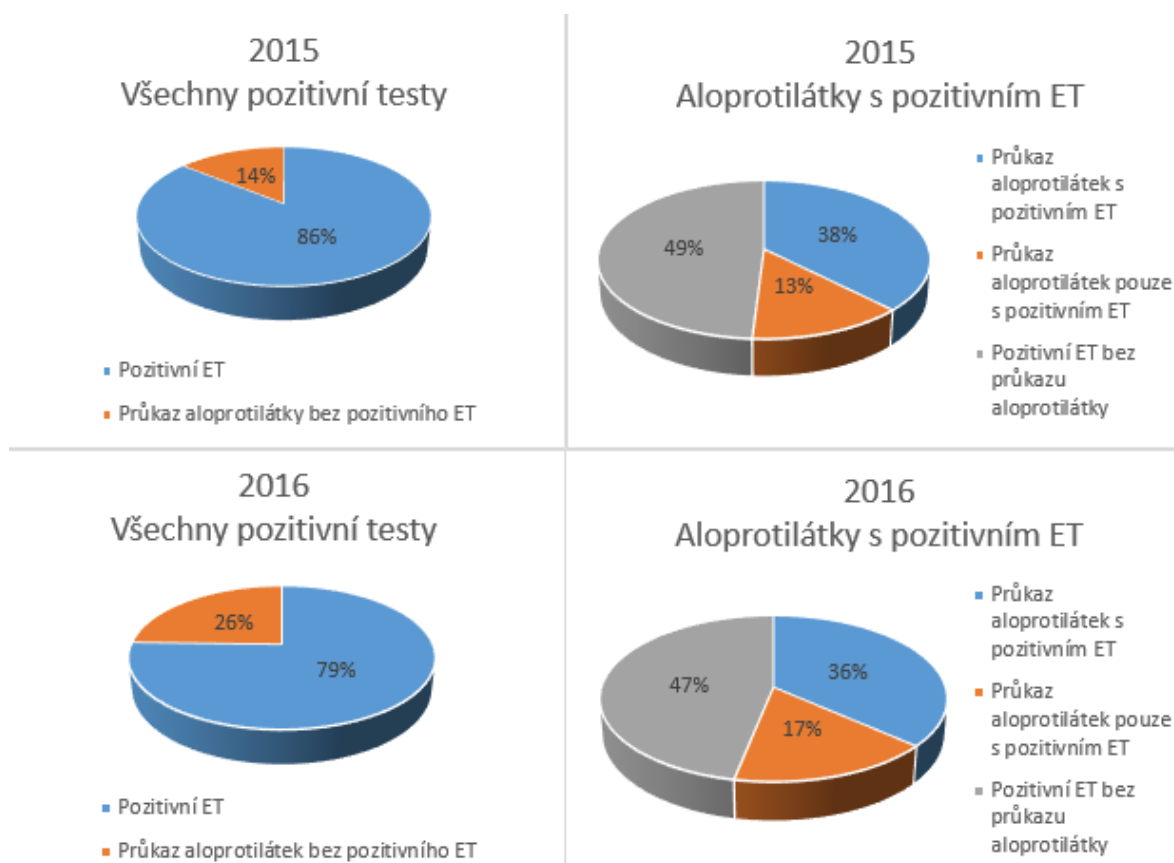 2015
Všechny pozitivní testy
14%
86%
Pozitivní ET
Průkaz aloprotilátky bez pozitivního ET
2015
Aloprotilátky s pozitivním ET
49%
38%
13%
Průkaz
aloprotilátek s
pozitivním ET
Průkaz
aloprotilátek pouze
s pozitivním ET
Pozitivní ET bez
průkazu
aloprotilátky
2016
Všechny pozitivní testy
26%
79%
Pozitivní ET
Průkaz aloprotilátek bez pozitivního ET
2016
Aloprotilátky s pozitivním ET
47%
36%
17%
Průkaz
aloprotilátek s
pozitivním ET
Průkaz
aloprotilátek pouze
s pozitivním ET
Pozitivní ET bez
průkazu
aloprotilátky